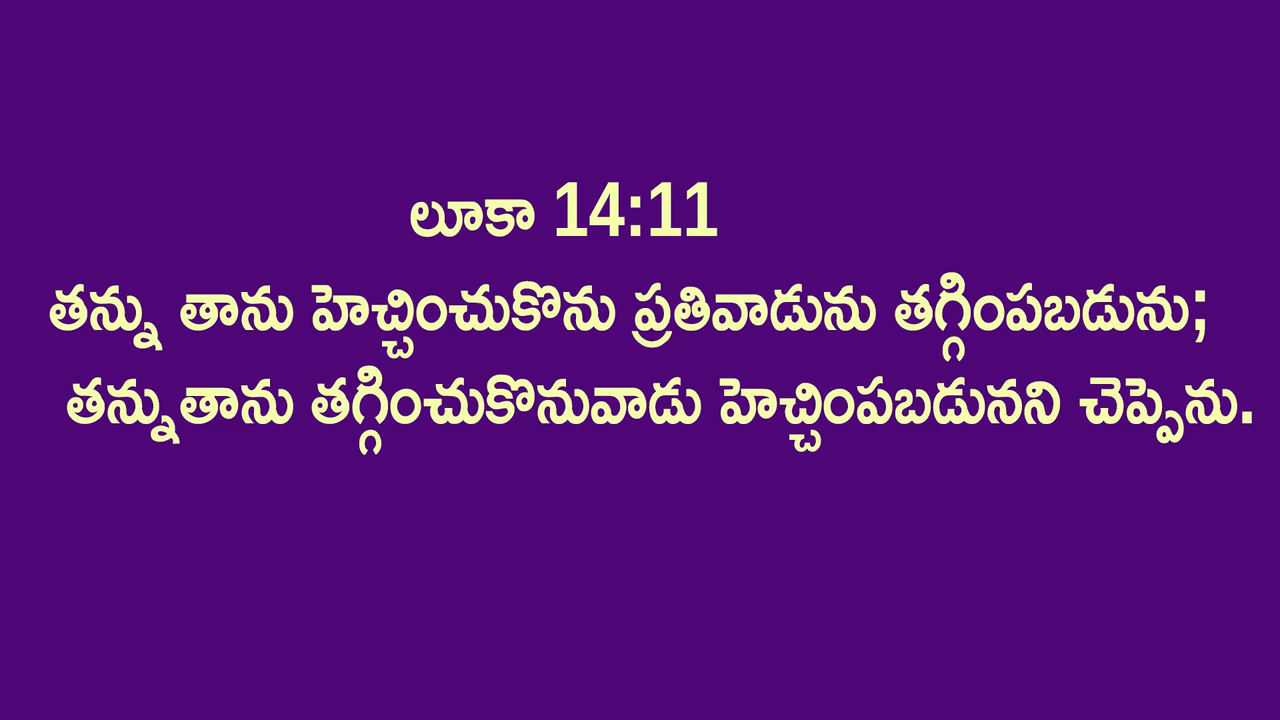 లూకా 14:11
తన్ను తాను హెచ్చించుకొను ప్రతివాడును తగ్గింపబడును;
తన్నుతాను తగ్గించుకొనువాడు హెచ్చింపబడునని చెప్పెను.